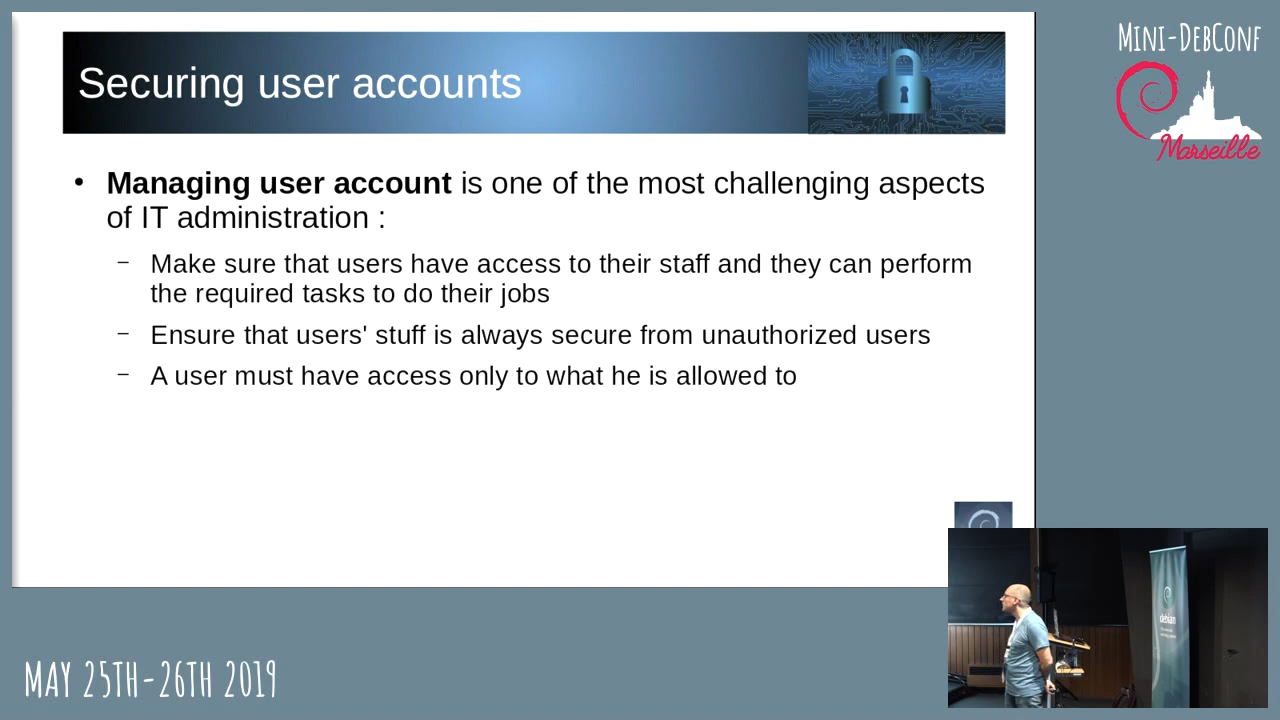 Securing user accounts
MINI-DEBCONF
Marseille
• Managing user account is one of the most challenging aspects
of IT administration :
– Make sure that users have access to their staff and they can perform
the required tasks to do their jobs
– Ensure that users' stuff is always secure from unauthorized users
– A user must have access only to what he is allowed to
debian
MAY 25TH-26TH 2019